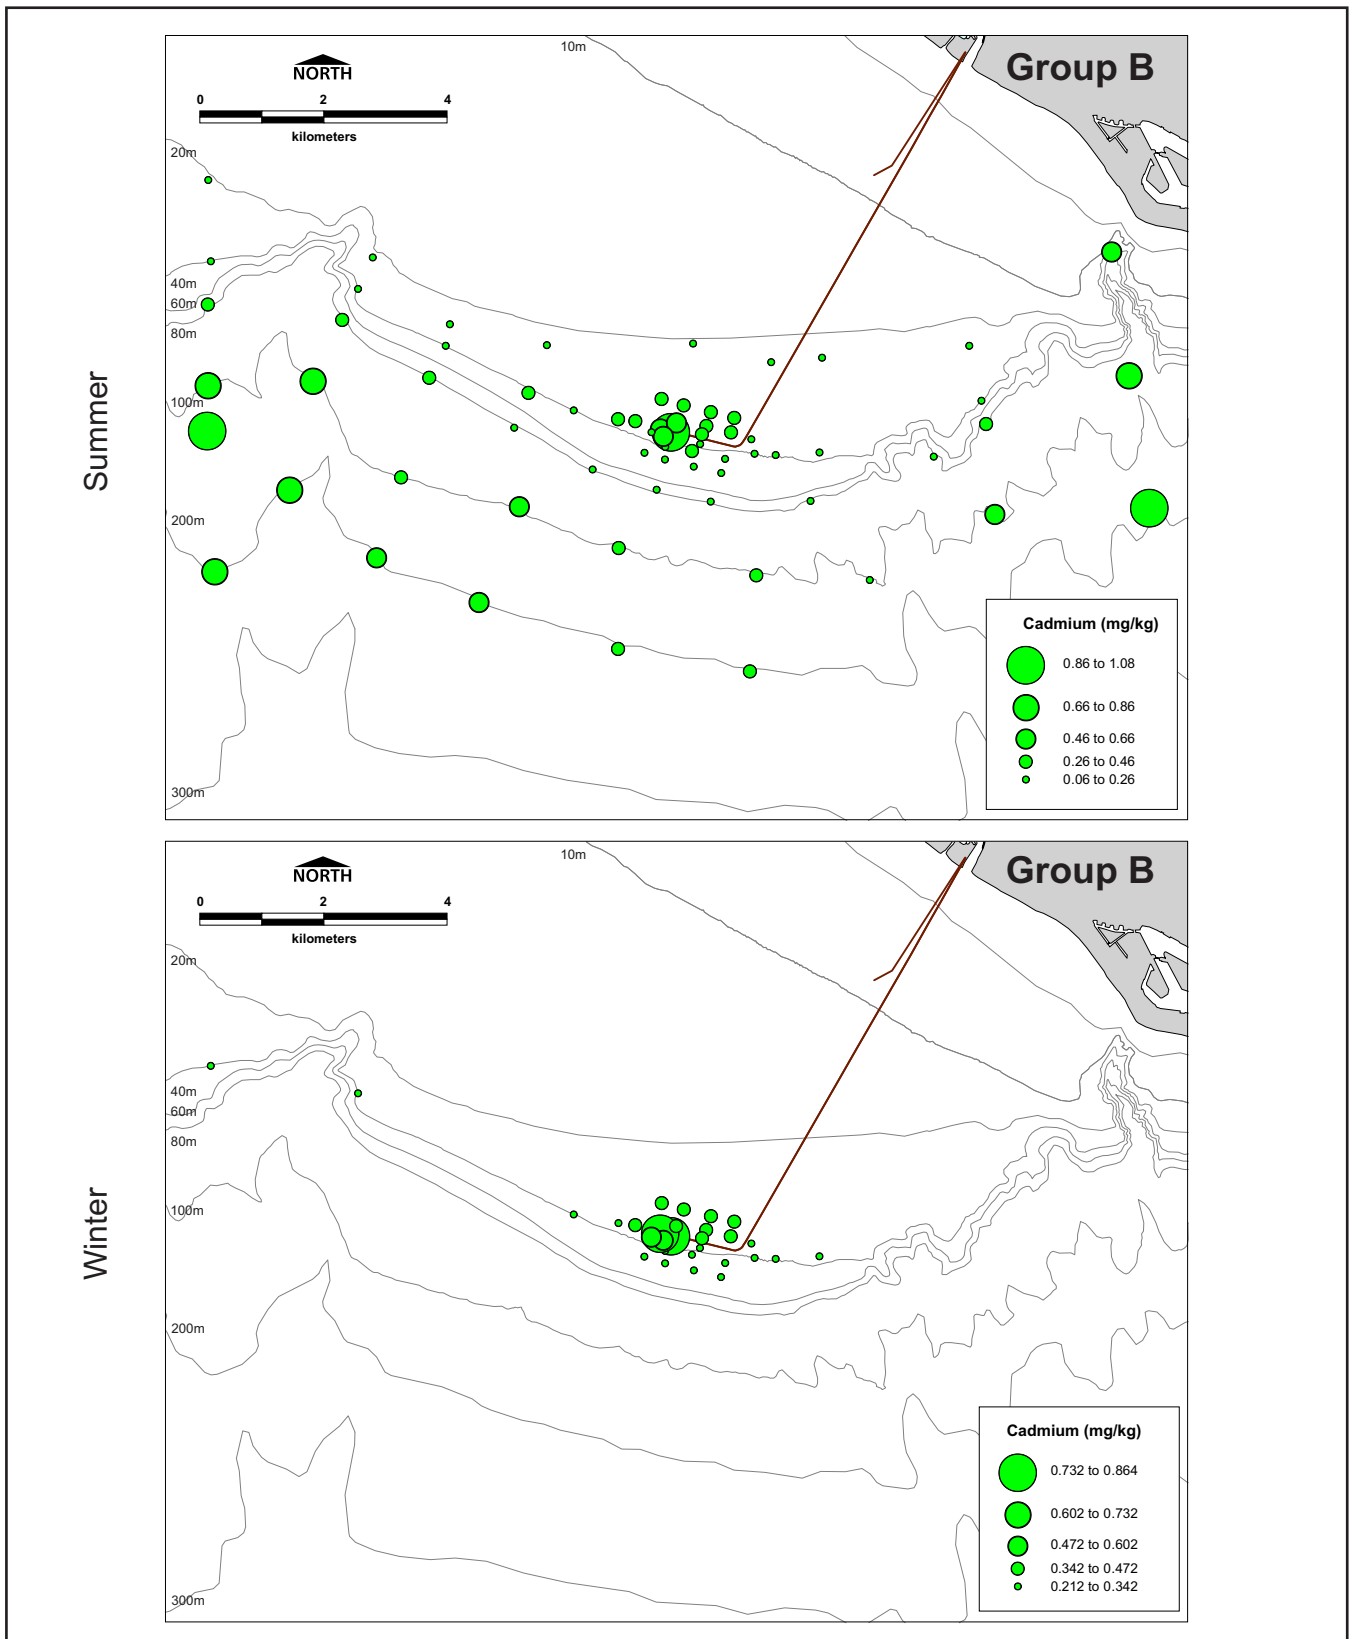 Summer
10m
Group B
NORTH
0 2 4
kilometers
20m
40m
60m
80m
100m
200m
300m
Cadmium (mg/kg)
0.86 to 1.08
0.66 to 0.86
0.46 to 0.66
0.26 to 0.46
0.06 to 0.26
Winter
10m
Group B
NORTH
0 2 4
kilometers
20m
40m
60m
80m
100m
200m
300m
Cadmium (mg/kg)
0.732 to 0.864
0.602 to 0.732
0.472 to 0.602
0.342 to 0.472
0.212 to 0.342